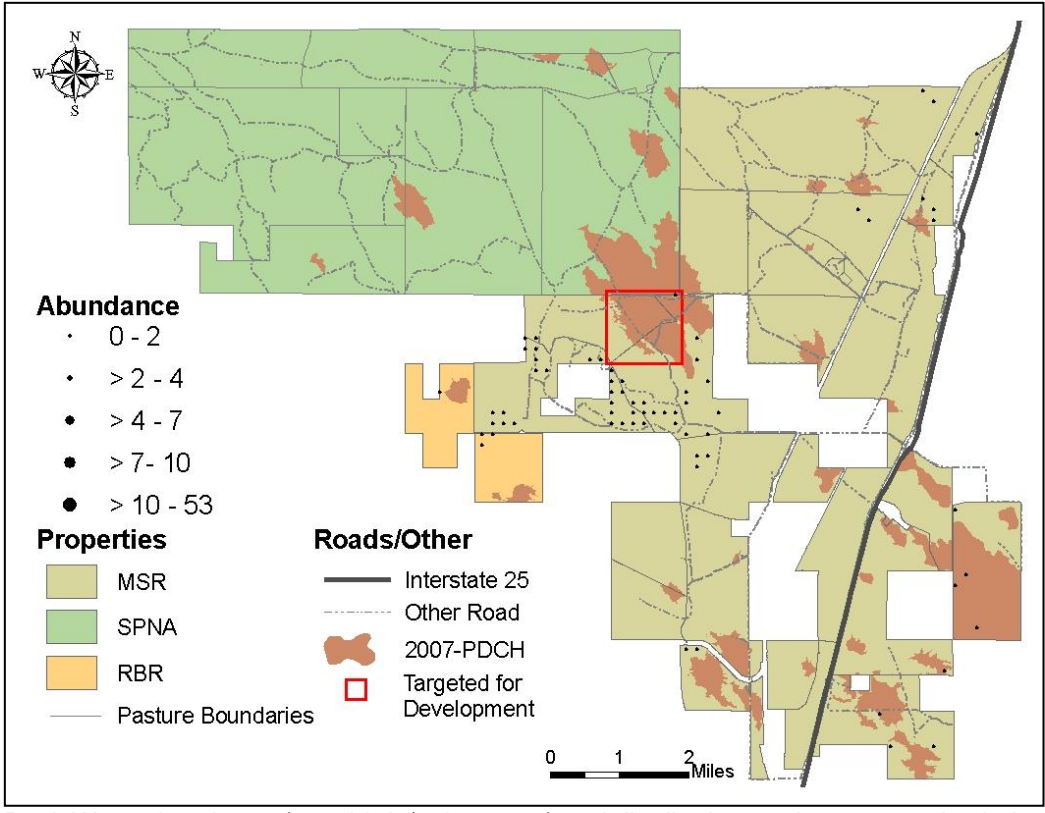 N
W E
S
Abundance
0 - 2
> 2 - 4
> 4 - 7
> 7- 10
> 10 - 53
Properties
MSR
SPNA
RBR
Pasture Boundaries
Roads/Other
Interstate 25
Other Road
2007-PDCH
Targeted for
Development
0 1 2
Miles